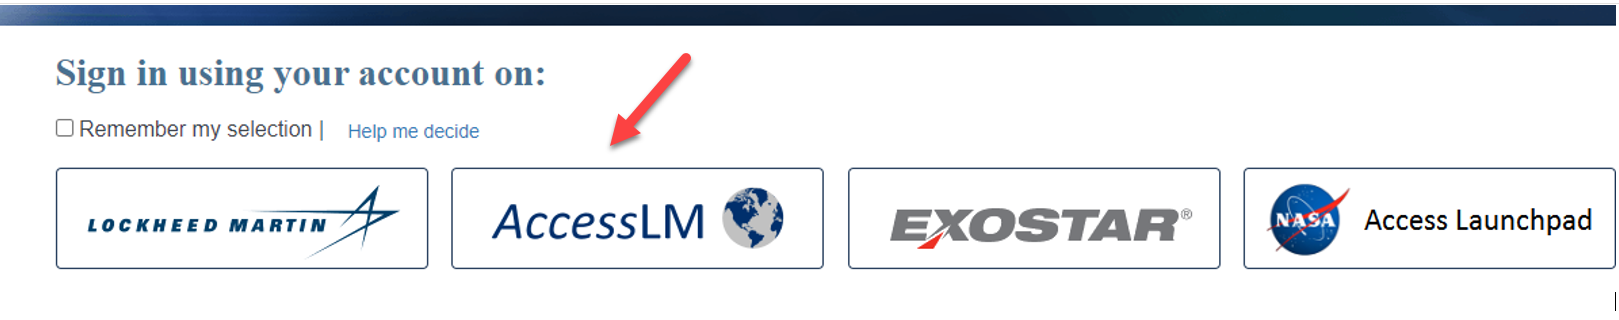 Sign in using your account on:
Remember my selection | Help me decide
LOCKHEED MARTIN
AccessLM
EXOSTAR®
NASA Access Launchpad